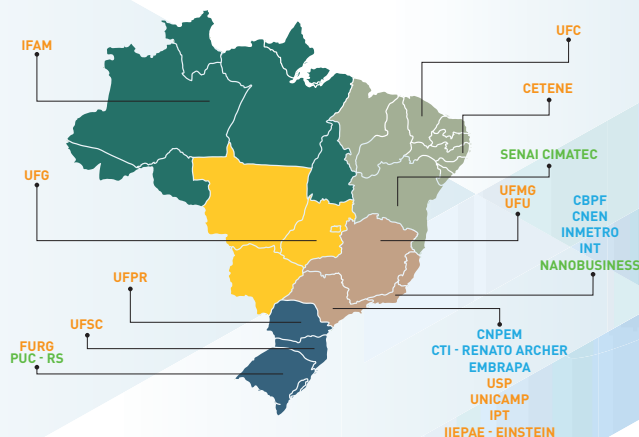 IFAM
UFC
CETENE
SENAI CIMATEC
UFG
UFMG
UFU
CBPF
CNEN
INMETRO
INT
NANOBUSINESS
UFPR
UFSC
FURG
PUC - RS
CNPEM
CTI - RENATO ARCHER
EMBRAPA
USP
UNICAMP
IPT
IIEPAE - EINSTEIN